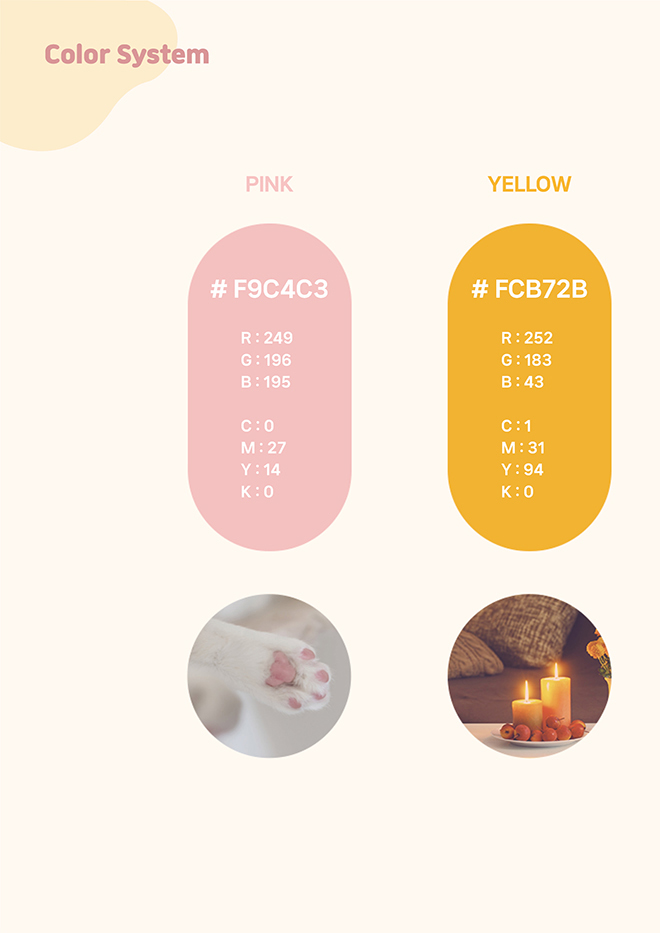 Color System
PINK
# F9C4C3
R : 249
G : 196
B : 195
C : 0
M : 27
Y : 14
K : 0
YELLOW
# FCB72B
R : 252
G : 183
B : 43
C : 1
M : 31
Y : 94
K : 0